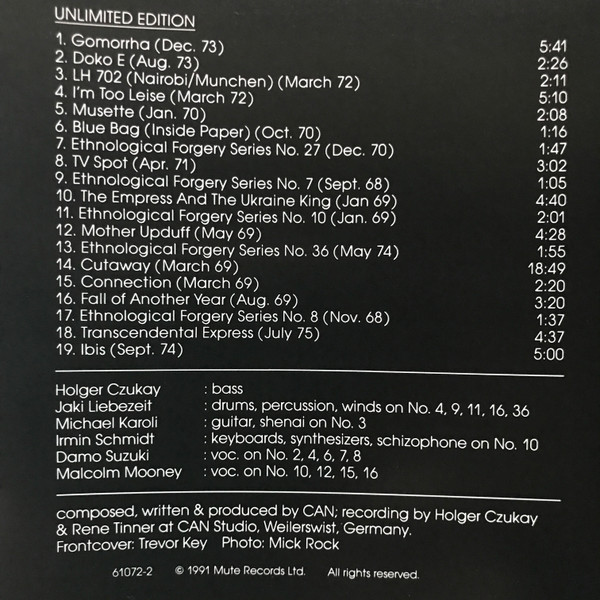 UNLIMITED EDITION
1. Gomorrha (Dec. 73) 5:41
2. Doko E (Aug. 73) 2:26
3. LH 702 (Nairobi/Munchen) (March 72) 2:11
4. I'm Too Leise (March 72) 5:10
5. Musette (Jan. 70) 2:08
6. Blue Bag (Inside Paper) (Oct. 70) 1:16
7. Ethnological Forgery Series No. 27 (Dec. 70) 1:47
8. TV Spot (Apr. 71) 3:02
9. Ethnological Forgery Series No. 7 (Sept. 68) 1:05
10. The Empress And The Ukraine King (Jan 69) 4:40
11. Ethnological Forgery Series No. 10 (Jan. 69) 2:01
12. Mother Upduff (May 69) 4:28
13. Ethnological Forgery Series No. 36 (May 74) 1:55
14. Cutaway (March 69) 18:49
15. Connection (March 69) 2:20
16. Fall of Another Year (Aug. 69) 3:20
17. Ethnological Forgery Series No. 8 (Nov. 68) 1:37
18. Transcendental Express (July 75) 4:37
19. Ibis (Sept. 74) 5:00
Holger Czukay : bass
Jaki Liebezeit : drums, percussion, winds on No. 4, 9, 11, 16, 36
Michael Karoli : guitar, shenai on No. 3
Irmin Schmidt : keyboards, synthesizers, schizophone on No. 10
Damo Suzuki : voc. on No. 2, 4, 6, 7, 8
Malcolm Mooney : voc. on No. 10, 12, 15, 16
composed, written & produced by CAN; recording by Holger Czukay
& Rene Tinner at CAN Studio, Weilerswist, Germany.
Frontcover: Trevor Key Photo: Mick Rock
61072-2 © 1991 Mute Records Ltd. All rights reserved.